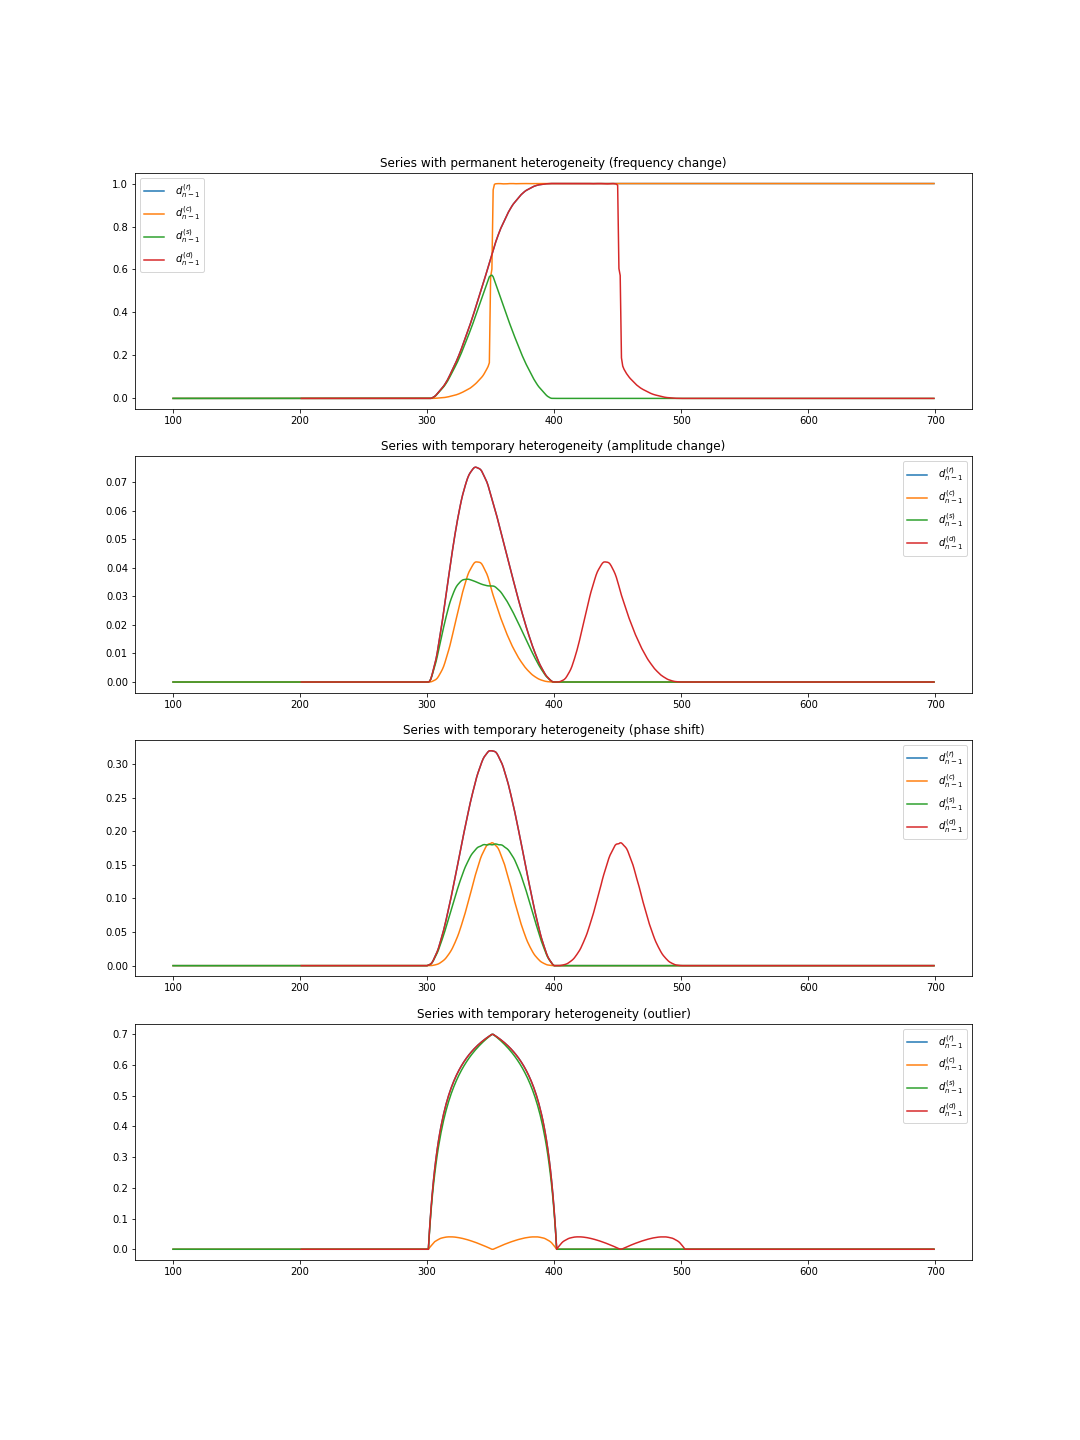 Series with permanent heterogeneity (frequency change)
1.0
0.8
0.6
0.4
0.2
0.0
d_{n-1}^{(r)}
d_{n-1}^{(c)}
d_{n-1}^{(s)}
d_{n-1}^{(d)}
100 200 300 400 500 600 700
Series with temporary heterogeneity (amplitude change)
0.07
0.06
0.05
0.04
0.03
0.02
0.01
0.00
d_{n-1}^{(r)}
d_{n-1}^{(c)}
d_{n-1}^{(s)}
d_{n-1}^{(d)}
100 200 300 400 500 600 700
Series with temporary heterogeneity (phase shift)
0.30
0.25
0.20
0.15
0.10
0.05
0.00
d_{n-1}^{(r)}
d_{n-1}^{(c)}
d_{n-1}^{(s)}
d_{n-1}^{(d)}
100 200 300 400 500 600 700
Series with temporary heterogeneity (outlier)
0.7
0.6
0.5
0.4
0.3
0.2
0.1
0.0
d_{n-1}^{(r)}
d_{n-1}^{(c)}
d_{n-1}^{(s)}
d_{n-1}^{(d)}
100 200 300 400 500 600 700